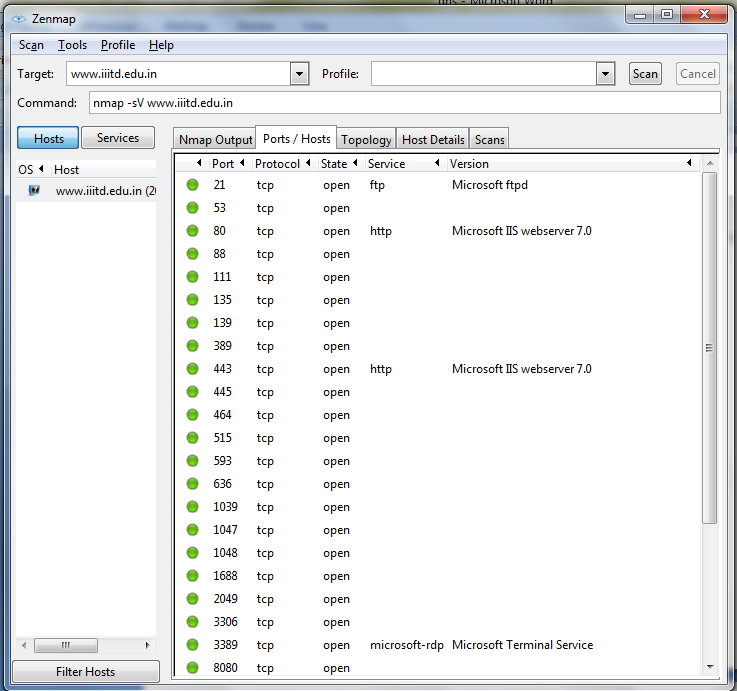 Zenmap
Scan Tools Profile Help
Target: www.iiitd.edu.in Profile: Scan Cancel
Command: nmap -sV www.iiitd.edu.in
Hosts Services
Nmap Output Ports / Hosts Topology Host Details Scans
OS Host
www.iiitd.edu.in (20
Port Protocol State Service Version
21 tcp open ftp Microsoft ftpd
53 tcp open
80 tcp open http Microsoft IIS webserver 7.0
88 tcp open
111 tcp open
135 tcp open
139 tcp open
389 tcp open
443 tcp open http Microsoft IIS webserver 7.0
445 tcp open
464 tcp open
515 tcp open
593 tcp open
636 tcp open
1039 tcp open
1047 tcp open
1048 tcp open
1688 tcp open
2049 tcp open
3306 tcp open
3389 tcp open microsoft-rdp Microsoft Terminal Service
8080 tcp open
Filter Hosts